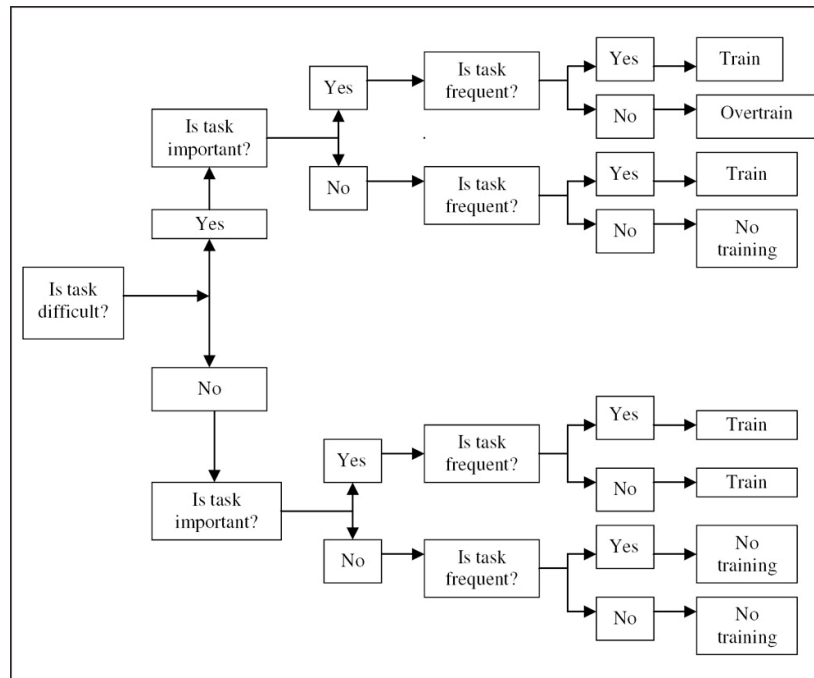 Is task
difficult?
Yes
Is task
important?
Yes
Is task
frequent?
Yes
Train
No
Overtrain
No
Is task
frequent?
Yes
Train
No
No
training
No
Is task
important?
Yes
Is task
frequent?
Yes
Train
No
Train
No
Is task
frequent?
Yes
No
training
No
No
training